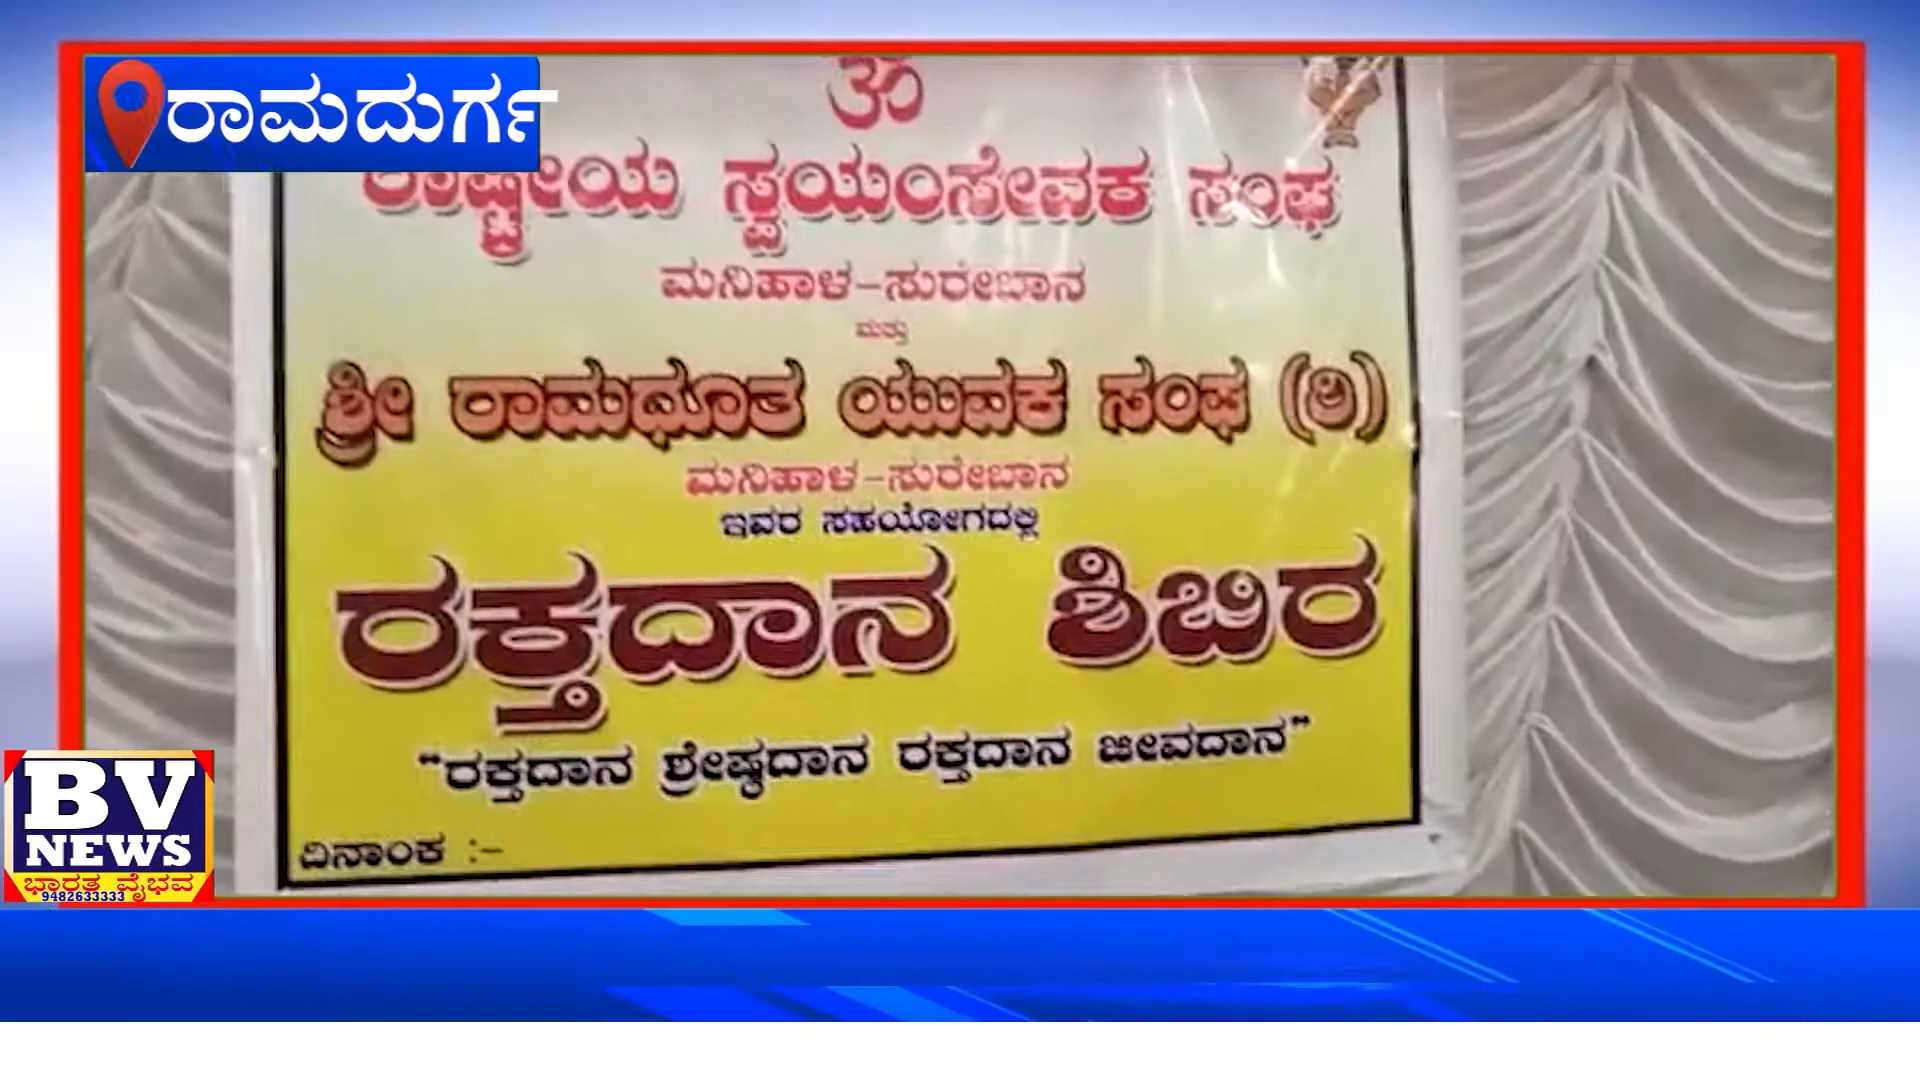 ರಾಮದುರ್ಗ
ಓಂ
ರಾಷ್ಟ್ರೀಯ ಸ್ವಯಂಸೇವಕ ಸಂಘ
ಮನಿಹಾಳ-ಸುರೇಬಾನ
ಮತ್ತು
ಶ್ರೀ ರಾಮಧೂತ ಯುವಕ ಸಂಘ (ರಿ)
ಮನಿಹಾಳ-ಸುರೇಬಾನ
ಇವರ ಸಹಯೋಗದಲ್ಲಿ
ರಕ್ತದಾನ ಶಿಬಿರ
"ರಕ್ತದಾನ ಶ್ರೇಷ್ಠದಾನ ರಕ್ತದಾನ ಜೀವದಾನ"
ದಿನಾಂಕ :-
BV
NEWS
ಭಾರತ ವೈಭವ
9482633333